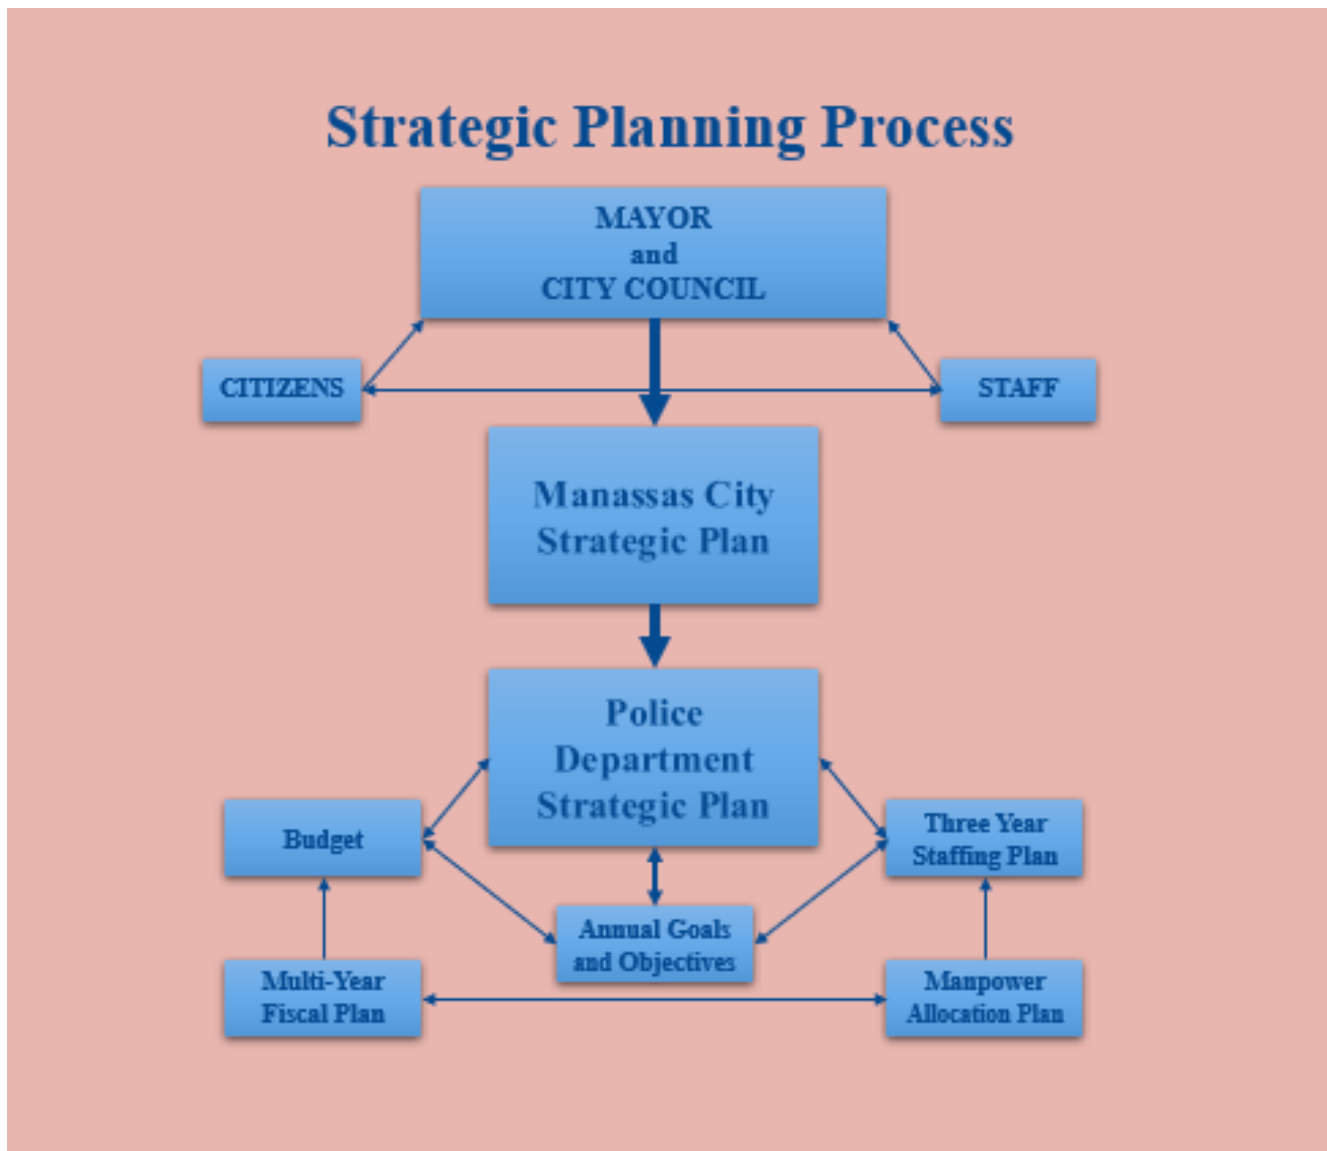 Strategic Planning Process
MAYOR
and
CITY COUNCIL
CITIZENS
STAFF
Manassas City
Strategic Plan
Police
Department
Strategic Plan
Budget
Three Year
Staffing Plan
Annual Goals
and Objectives
Multi-Year
Fiscal Plan
Manpower
Allocation Plan